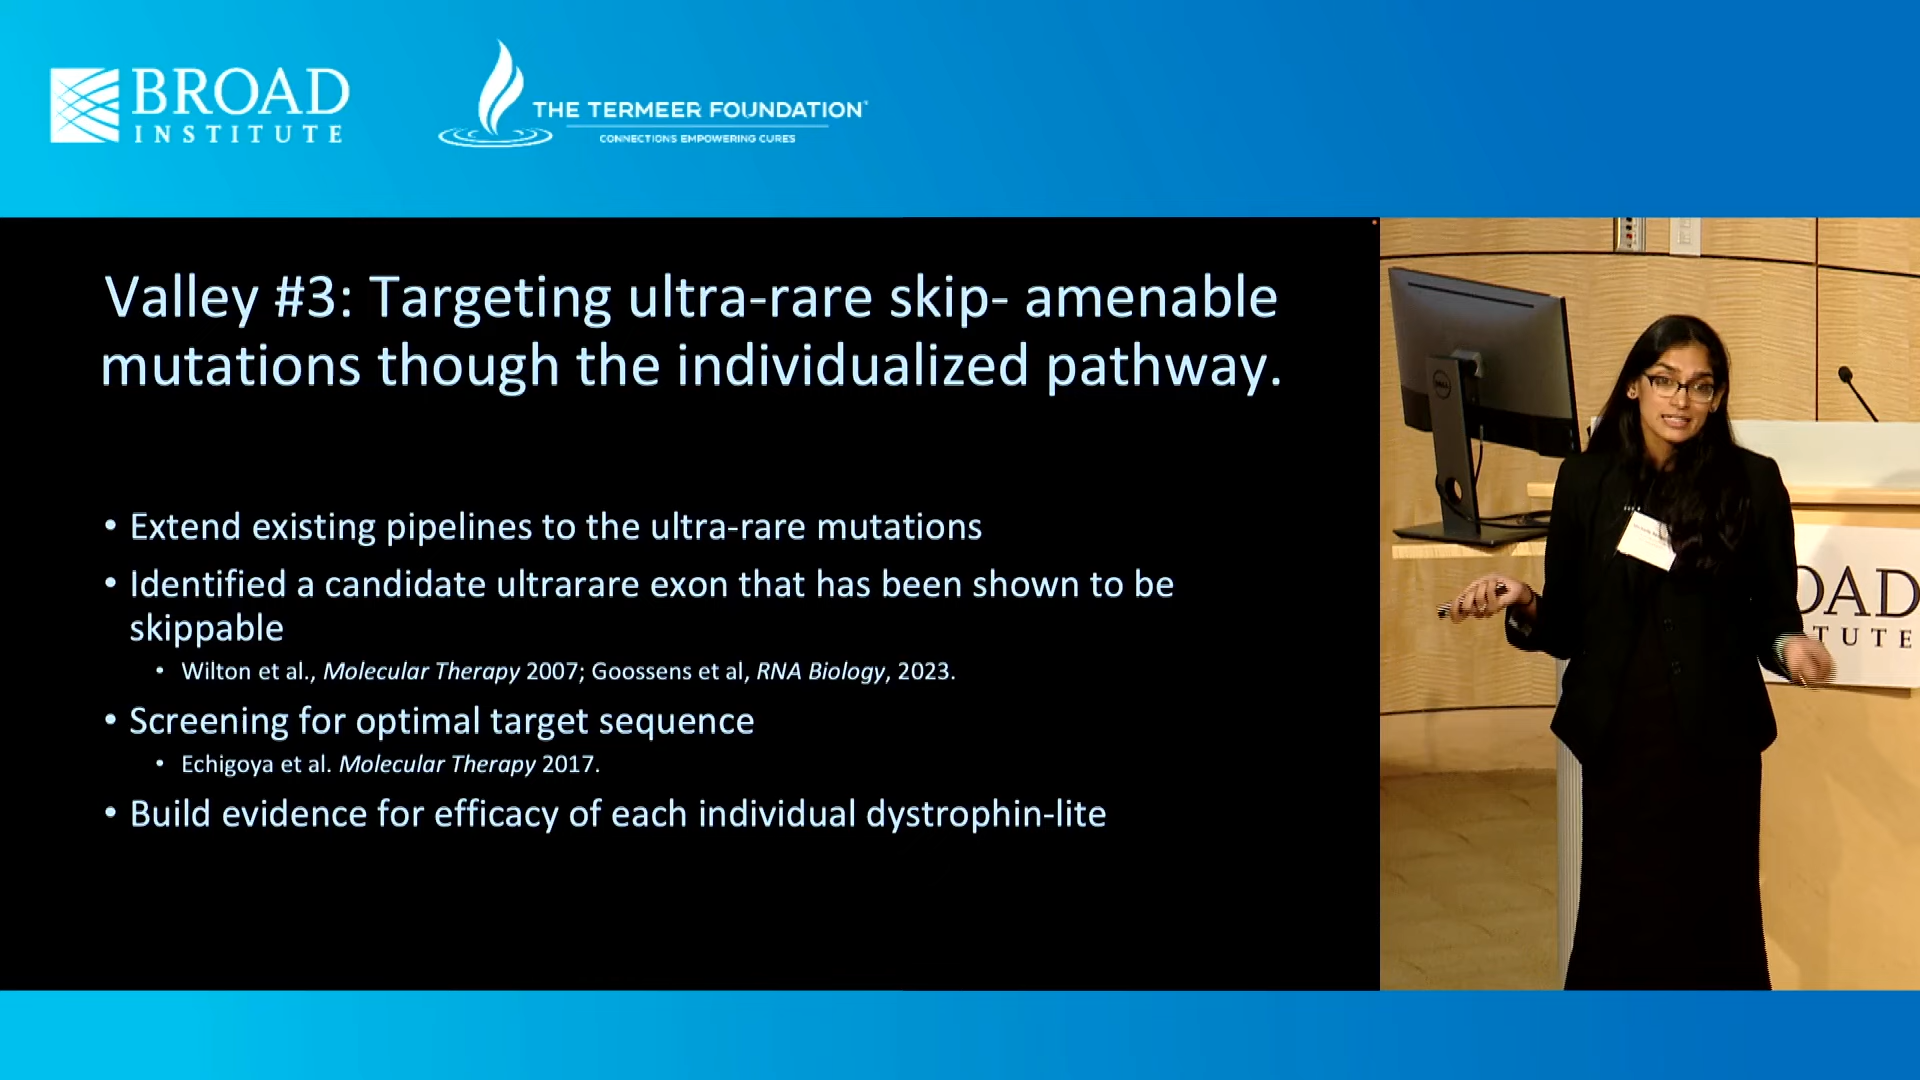 BROAD
INSTITUTE
THE TERMEER FOUNDATION
CONNECTIONS EMPOWERING CURES
Valley #3: Targeting ultra-rare skip- amenable
mutations though the individualized pathway.
• Extend existing pipelines to the ultra-rare mutations
• Identified a candidate ultrarare exon that has been shown to be
skippable
• Wilton et al., Molecular Therapy 2007; Goossens et al, RNA Biology, 2023.
• Screening for optimal target sequence
• Echigoya et al. Molecular Therapy 2017.
• Build evidence for efficacy of each individual dystrophin-lite
DELL
OAD
TUTE